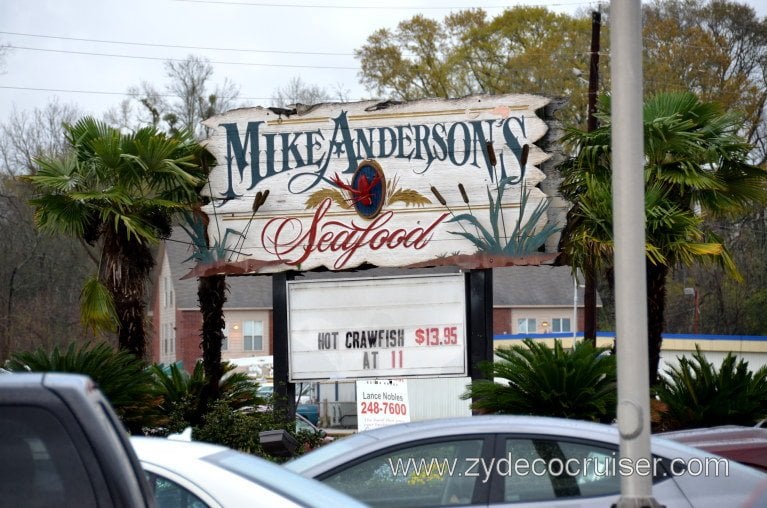 MIKE ANDERSON'S
Seafood
HOT CRAWFISH $13.95
AT 11
Lance Nobles
248-7600
www.zydecocruiser.com